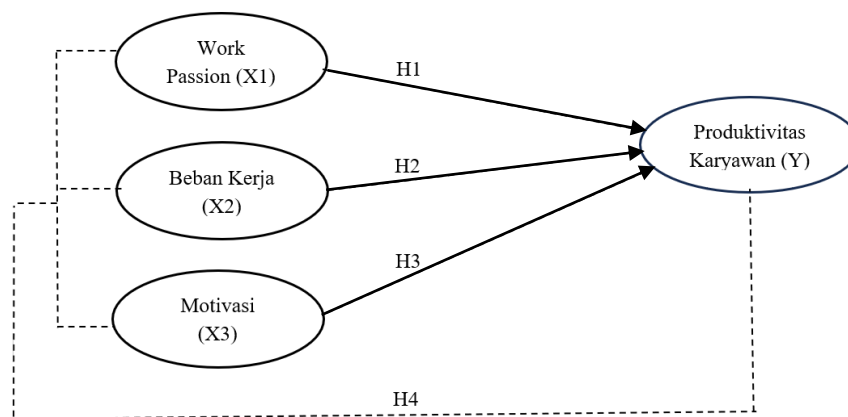 Work
Passion (X1)
H1
Produktivitas
Karyawan (Y)
Beban Kerja
(X2)
H2
H3
Motivasi
(X3)
H4